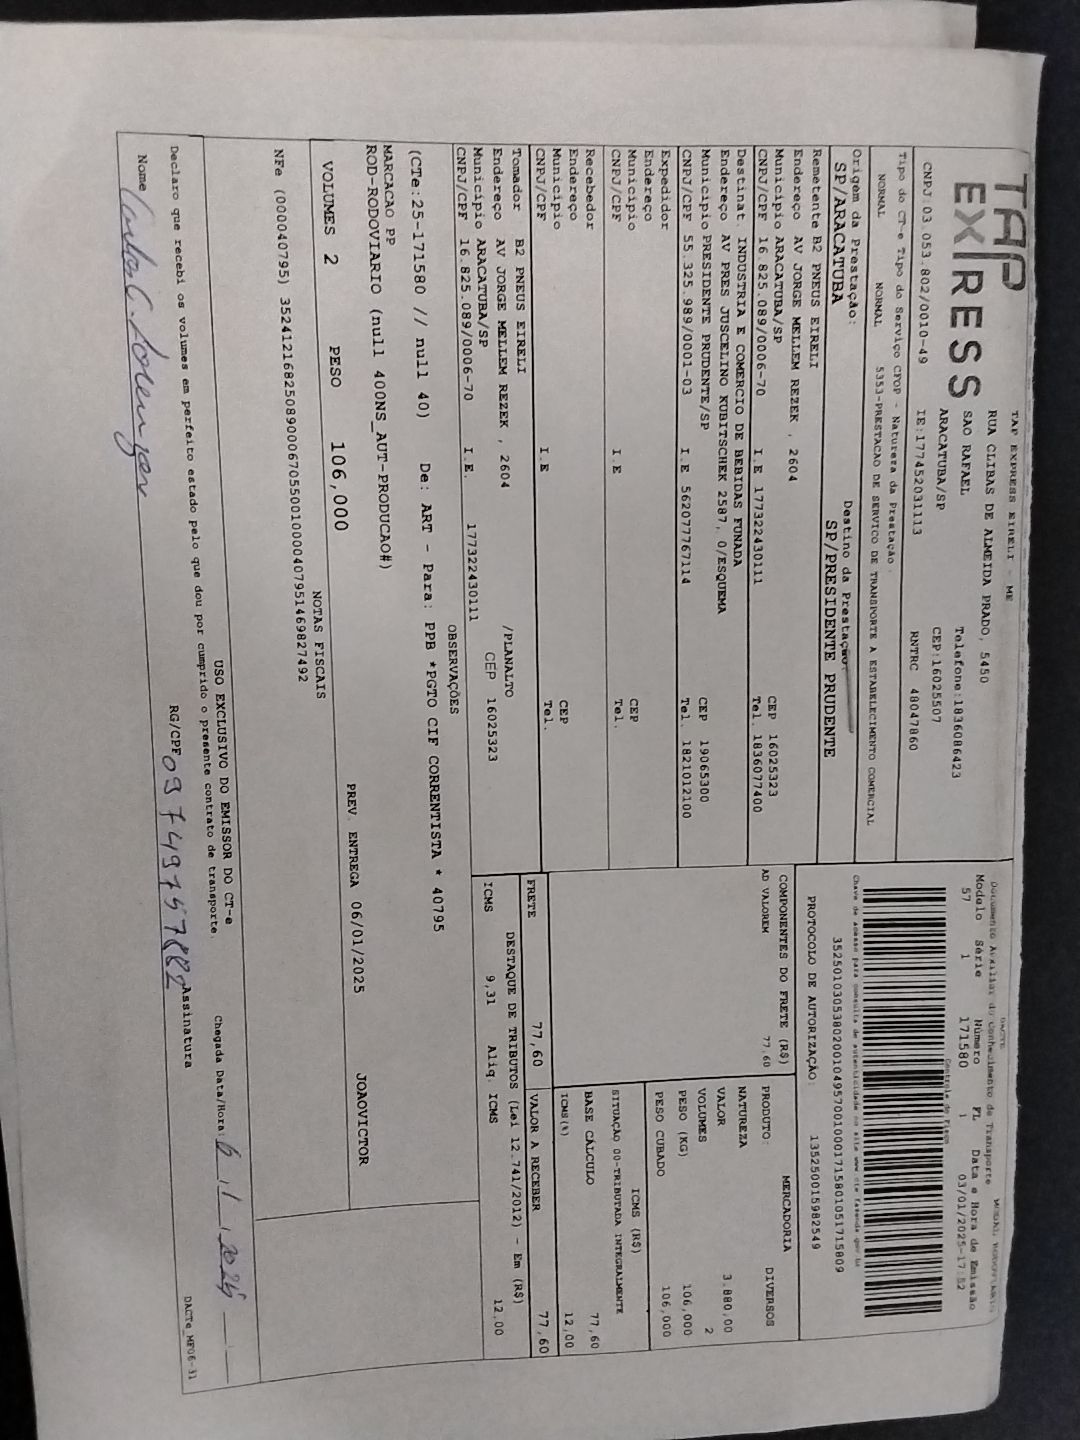 TAP
EXPRESS
TAP EXPRESS EIRELI - ME
RUA CLIBAS DE ALMEIDA PRADO, 5450
SAO RAFAEL
ARACATUBA/SP
Telefone:1836086423
CEP:16025507
CNPJ:03.053.802/0010-49
IE:177452031113
RNTRC 48047860
Tipo do CT-e Tipo do Serviço CFOP - Natureza da Prestação:
NORMAL NORMAL 5353-PRESTACAO DE SERVICO DE TRANSPORTE A ESTABELECIMENTO COMERCIAL
Origem da Prestação:
SP/ARACATUBA
Destino da Prestação:
SP/PRESIDENTE PRUDENTE
Remetente B2 PNEUS EIRELI
Endereço AV JORGE MELLEM REZEK , 2604
Município ARACATUBA/SP CEP 16025323
CNPJ/CPF 16.825.089/0006-70 I.E 177322430111 Tel. 1836077400
Destinat. INDUSTRIA E COMERCIO DE BEBIDAS FUNADA
Endereço AV PRES JUSCELINO KUBITSCHEK 2587, 0/ESQUEMA
Município PRESIDENTE PRUDENTE/SP CEP 19065300
CNPJ/CPF 55.325.989/0001-03 I.E 562077767114 Tel. 1821012100
Expedidor
Endereço
Município CEP
CNPJ/CPF I.E Tel.
Recebedor
Endereço
Município CEP
CNPJ/CPF I.E Tel.
Tomador B2 PNEUS EIRELI
Endereço AV JORGE MELLEM REZEK , 2604 /PLANALTO
Município ARACATUBA/SP CEP 16025323
CNPJ/CPF 16.825.089/0006-70 I.E. 177322430111
DACTE
Documento Auxiliar do Conhecimento de Transporte
MODAL RODOVIARIO
Modelo Série Número FL Data e Hora de Emissão
57 1 171580 1 03/01/2025-17:52
Controle do Fisco
Chave de acesso para consulta de autenticidade no site www.cte.fazenda.gov.br
35250103053802001049570010001715801051715809
PROTOCOLO DE AUTORIZAÇÃO: 135250015982549
COMPONENTES DO FRETE (R$)
AD VALOREM 77,60
MERCADORIA
PRODUTO: DIVERSOS
NATUREZA
VALOR 3.880,00
VOLUMES 2
PESO (KG) 106,000
PESO CUBADO 106,000
ICMS (R$)
SITUAÇÃO 00-TRIBUTADA INTEGRALMENTE
BASE CÁLCULO 77,60
ICMS(%) 12,00
FRETE 77,60 VALOR A RECEBER 77,60
DESTAQUE DE TRIBUTOS (Lei 12.741/2012) - Em (R$)
ICMS 9,31 Aliq. ICMS 12,00
OBSERVAÇÕES
(CTe:25-171580 // null 40) De: ART - Para: PPB *PGTO CIF CORRENTISTA * 40795
MARCACAO PP
ROD-RODOVIARIO (null 400NS_AUT-PRODUCAO#)
VOLUMES 2 PESO 106,000 PREV. ENTREGA 06/01/2025 JOAOVICTOR
NOTAS FISCAIS
NFe (000040795) 35241216825089000670550010000407951469827492
USO EXCLUSIVO DO EMISSOR DO CT-e
Declaro que recebi os volumes em perfeito estado pelo que dou por cumprido o presente contrato de transporte.
Chegada Data/Hora: 6 / 1 / 2025
Nome
RG/CPF 09749757882
Assinatura
DACTe_MF06-31